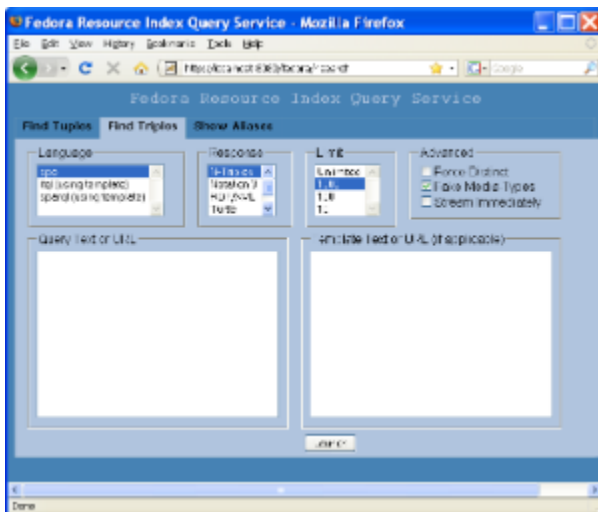 Fedora Resource Index Query Service - Mozilla Firefox
File Edit View History Bookmarks Tools Help
Google
Fedora Resource Index Query Service
Find Tuples Find Triples Show Aliases
Language Response Limit Advanced
spo N-Triples Unlimited Force Distinct
itql (using template) Notation 3 Fake Media Types
sparql (using template) RDF/XML 100 Stream Immediately
Turtle
Query Text or URL Template Text or URL (if applicable)
Done